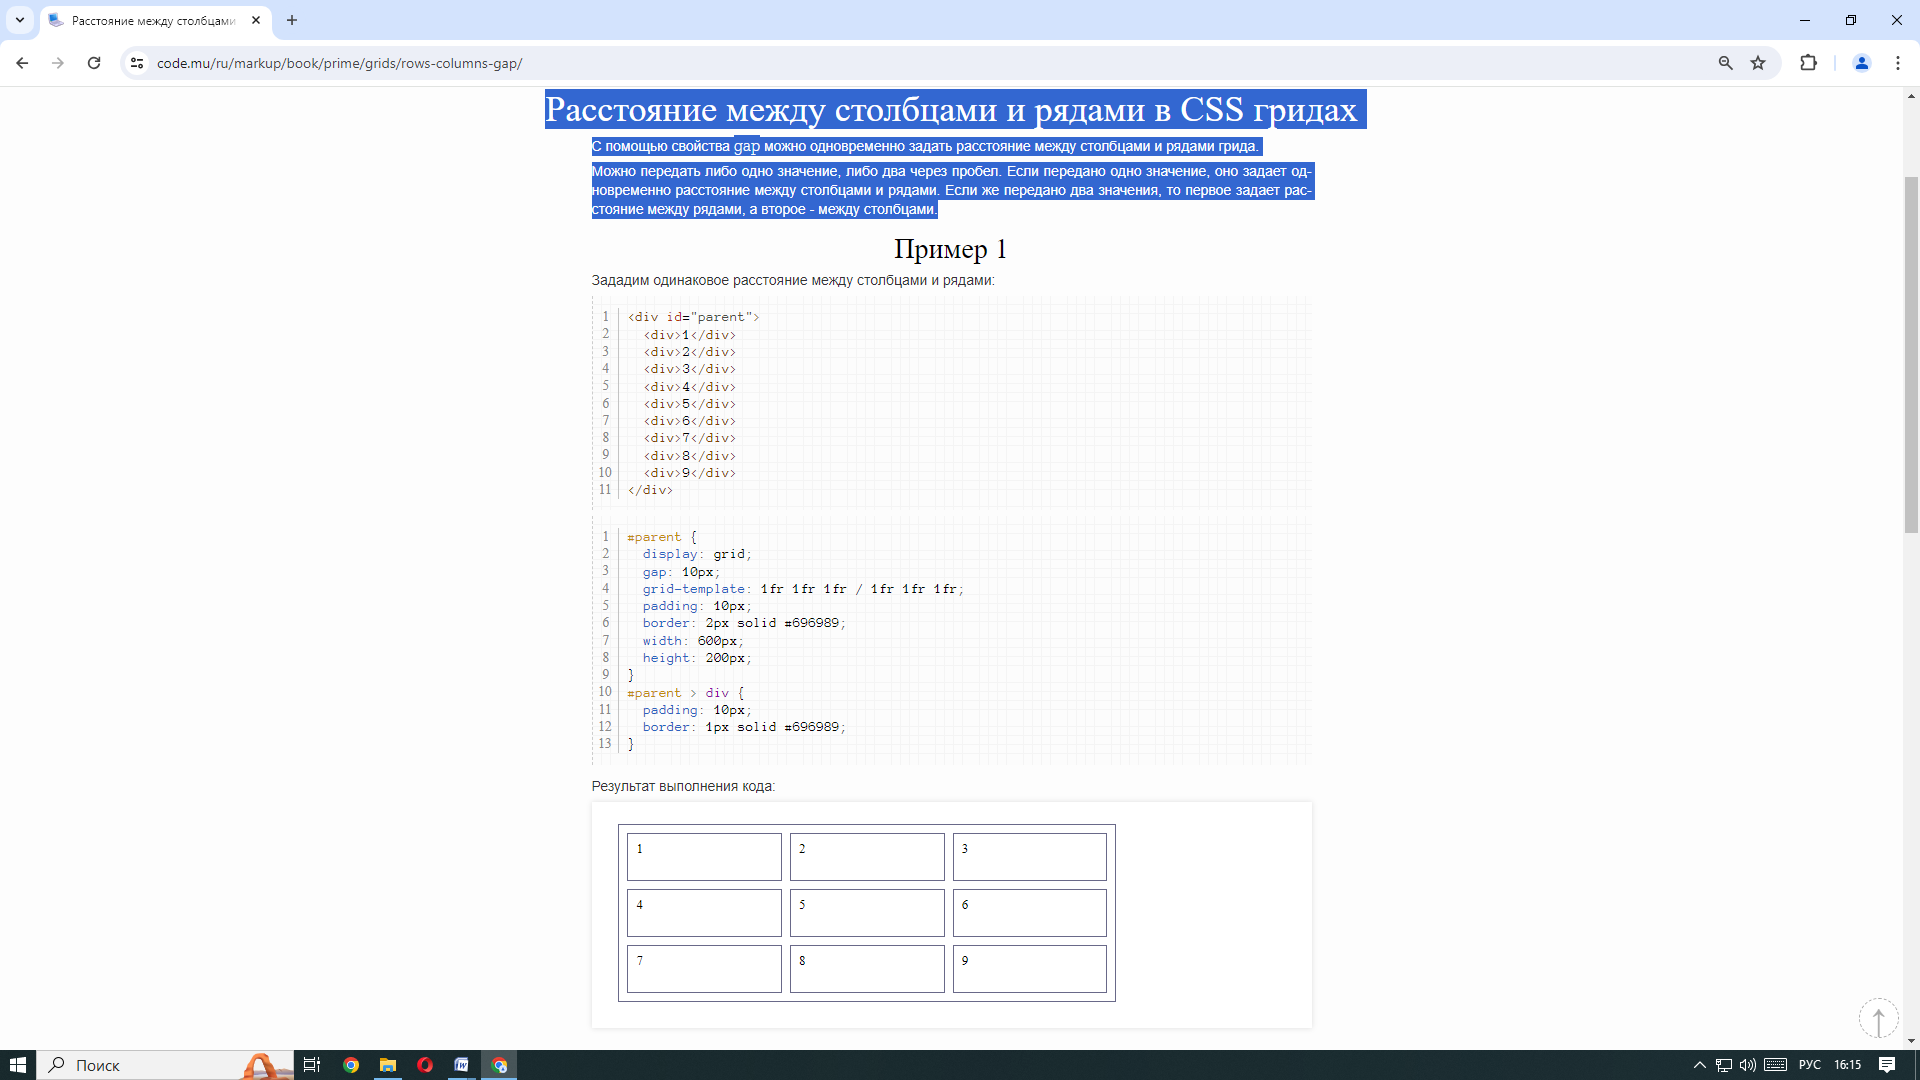 Расстояние между столбцами
code.mu/ru/markup/book/prime/grids/rows-columns-gap/
Расстояние между столбцами и рядами в CSS гридах
С помощью свойства gap можно одновременно задать расстояние между столбцами и рядами грида.
Можно передать либо одно значение, либо два через пробел. Если передано одно значение, оно задает од-
новременно расстояние между столбцами и рядами. Если же передано два значения, то первое задает рас-
стояние между рядами, а второе - между столбцами.
Пример 1
Зададим одинаковое расстояние между столбцами и рядами:
1 <div id="parent">
2 <div>1</div>
3 <div>2</div>
4 <div>3</div>
5 <div>4</div>
6 <div>5</div>
7 <div>6</div>
8 <div>7</div>
9 <div>8</div>
10 <div>9</div>
11 </div>
1 #parent {
2 display: grid;
3 gap: 10px;
4 grid-template: 1fr 1fr 1fr / 1fr 1fr 1fr;
5 padding: 10px;
6 border: 2px solid #696989;
7 width: 600px;
8 height: 200px;
9 }
10 #parent > div {
11 padding: 10px;
12 border: 1px solid #696989;
13 }
Результат выполнения кода:
1 2 3
4 5 6
7 8 9
Поиск
РУС 16:15